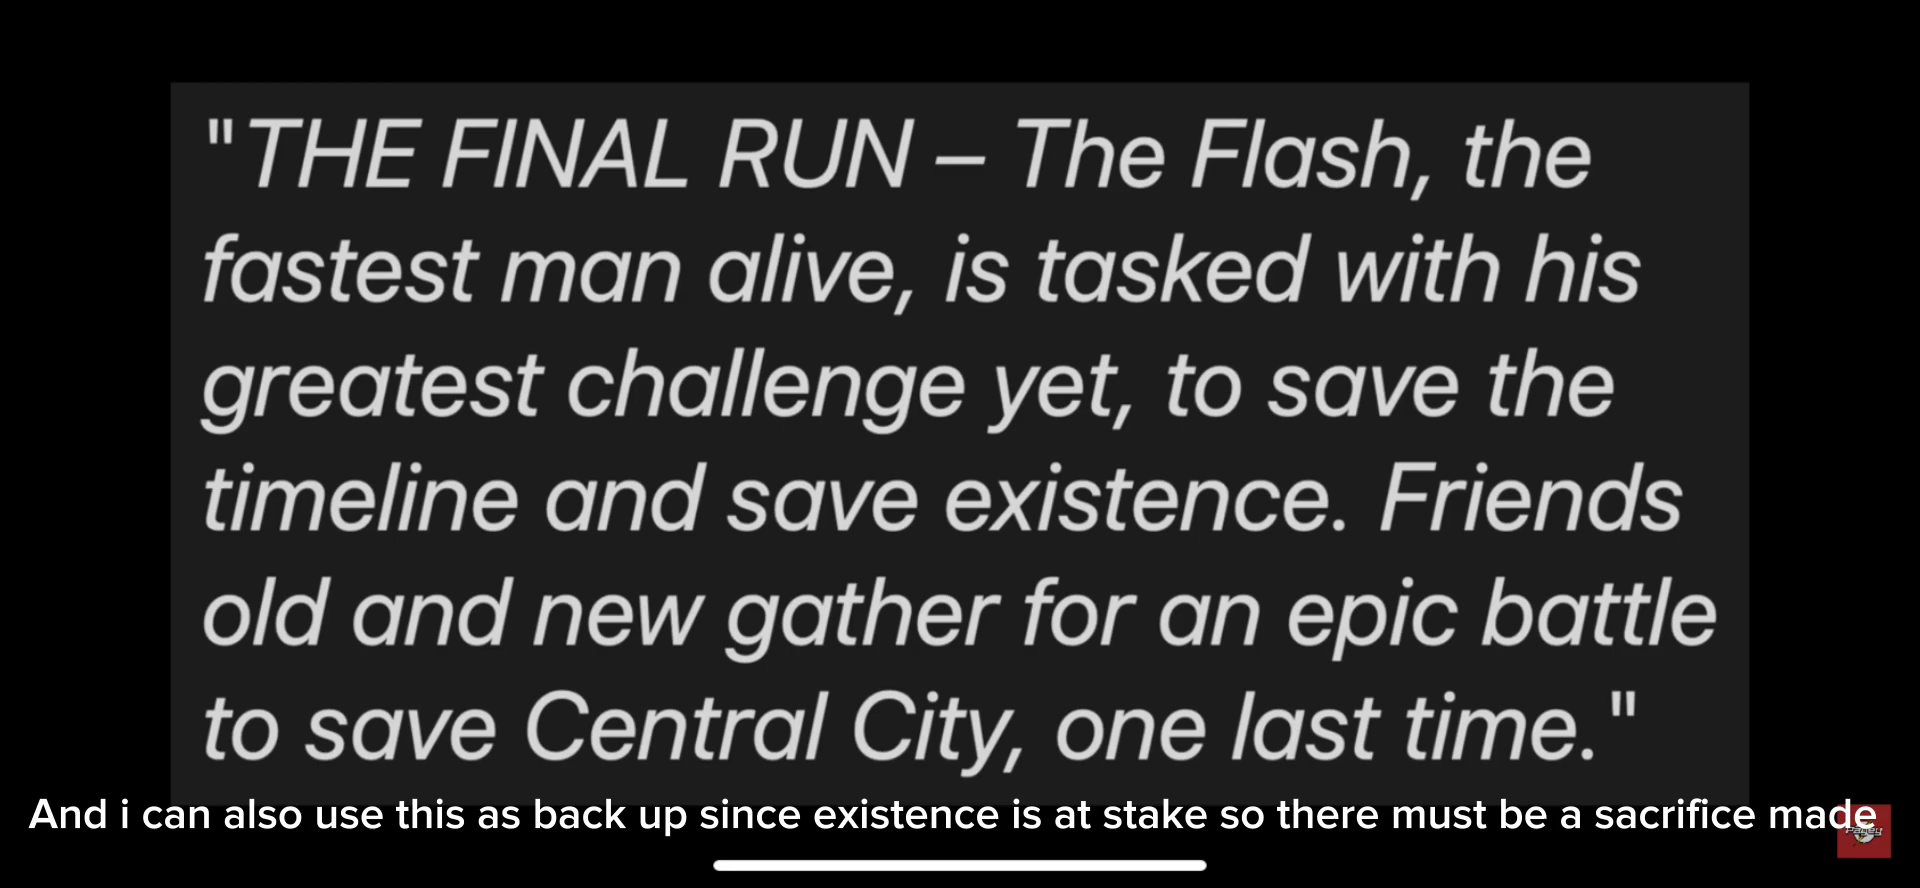 "THE FINAL RUN – The Flash, the
fastest man alive, is tasked with his
greatest challenge yet, to save the
timeline and save existence. Friends
old and new gather for an epic battle
to save Central City, one last time."
And i can also use this as back up since existence is at stake so there must be a sacrifice made